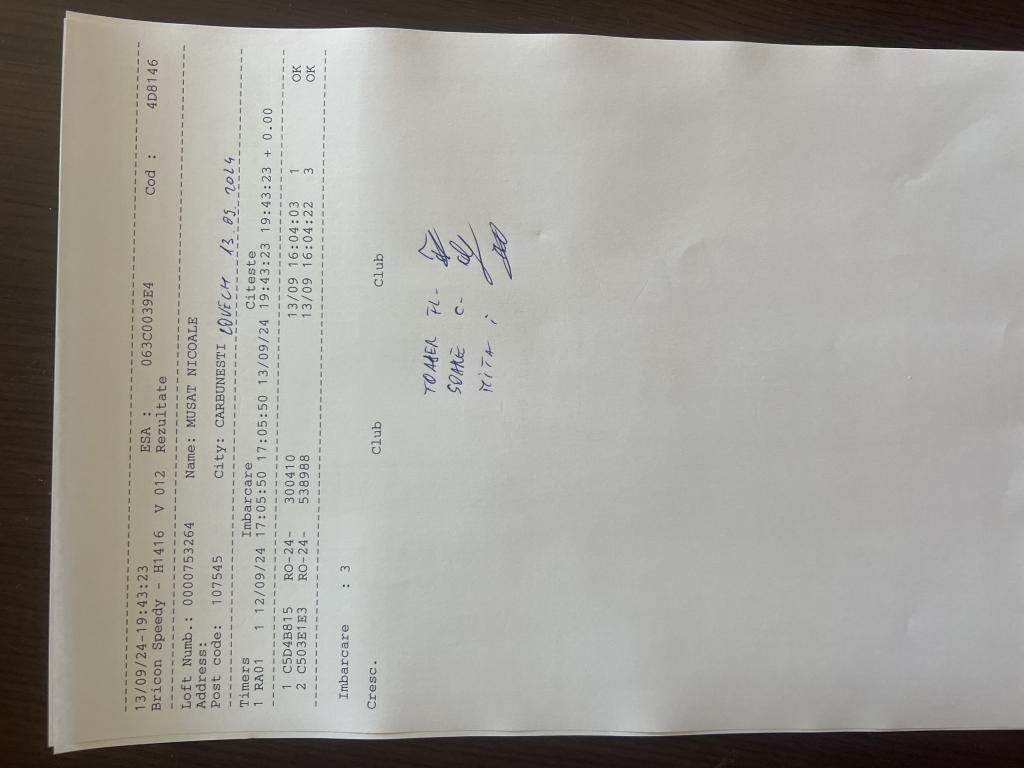 13/09/24-19:43:23 ESA : 063C0039E4 Cod : 4D8146
Bricon Speedy - H1416 V 012 Rezultate
Loft Numb.: 0000753264 Name: MUSAT NICOALE
Address:
Post code: 107545 City: CARBUNESTI LOVECH 13.09.2024
Timers Imbarcare Citeste
1 RA01 1 12/09/24 17:05:50 17:05:50 13/09/24 19:43:23 19:43:23 + 0.00
1 C5D4B815 RO-24- 300410 13/09 16:04:03 1 OK
2 C503E1E3 RO-24- 538988 13/09 16:04:22 3 OK
Imbarcare : 3
Cresc. Club Club
SOARE C-
MITA i